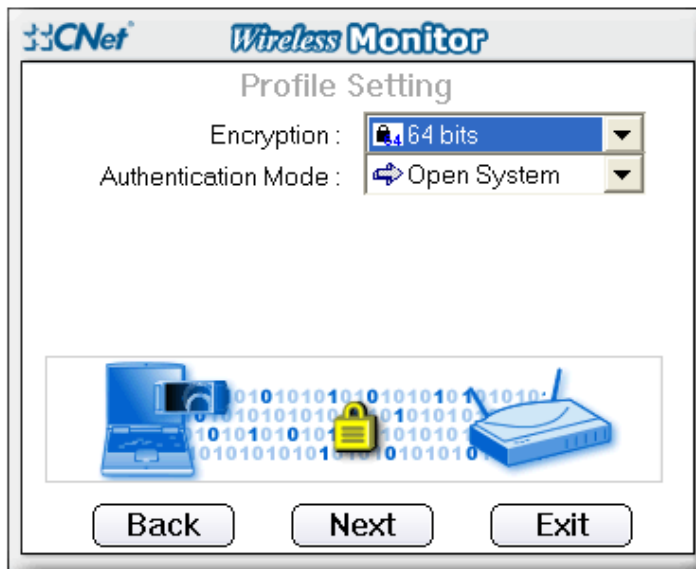 CNet Wireless Monitor
Profile Setting
Encryption : 64 bits
Authentication Mode : Open System
Back Next Exit